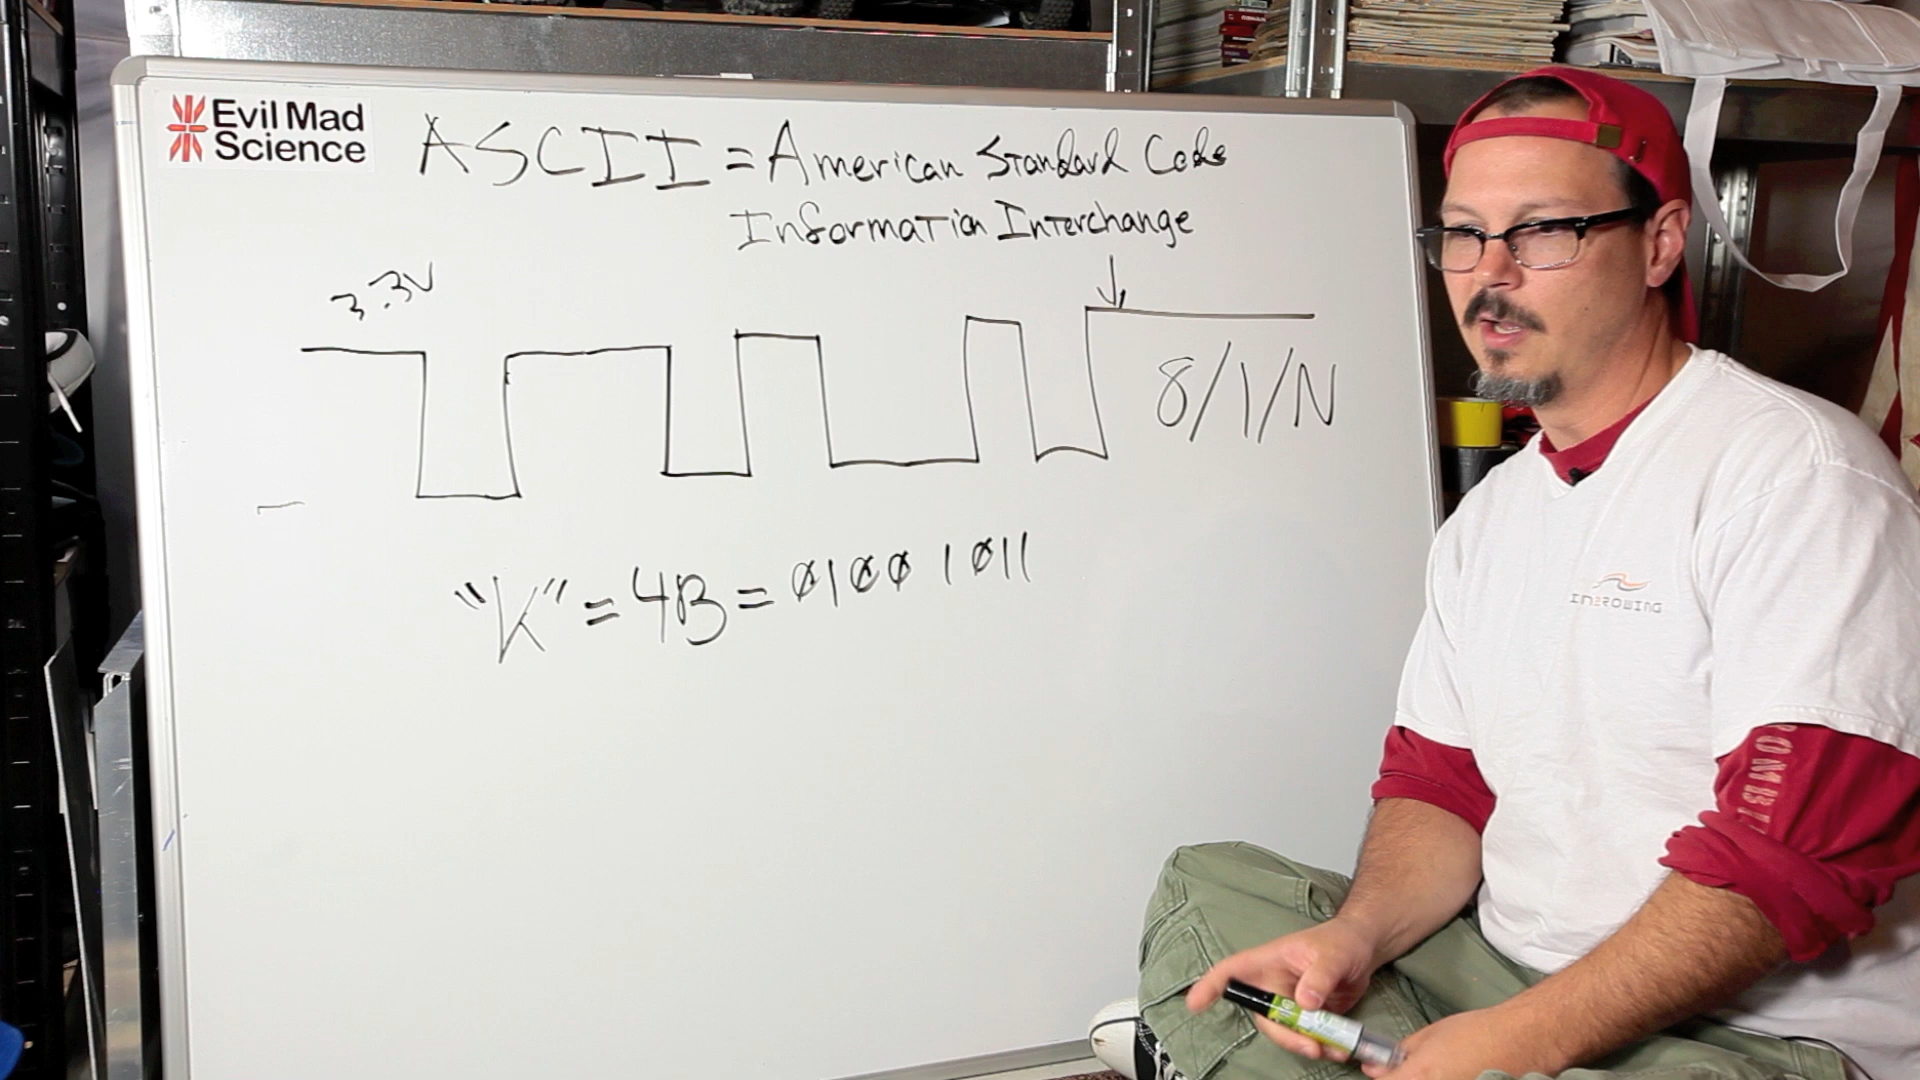 Evil Mad
Science
ASCII = American Standard Code
Information Interchange
3.3V
8/1/N
"K" = 4B = 0100 1011